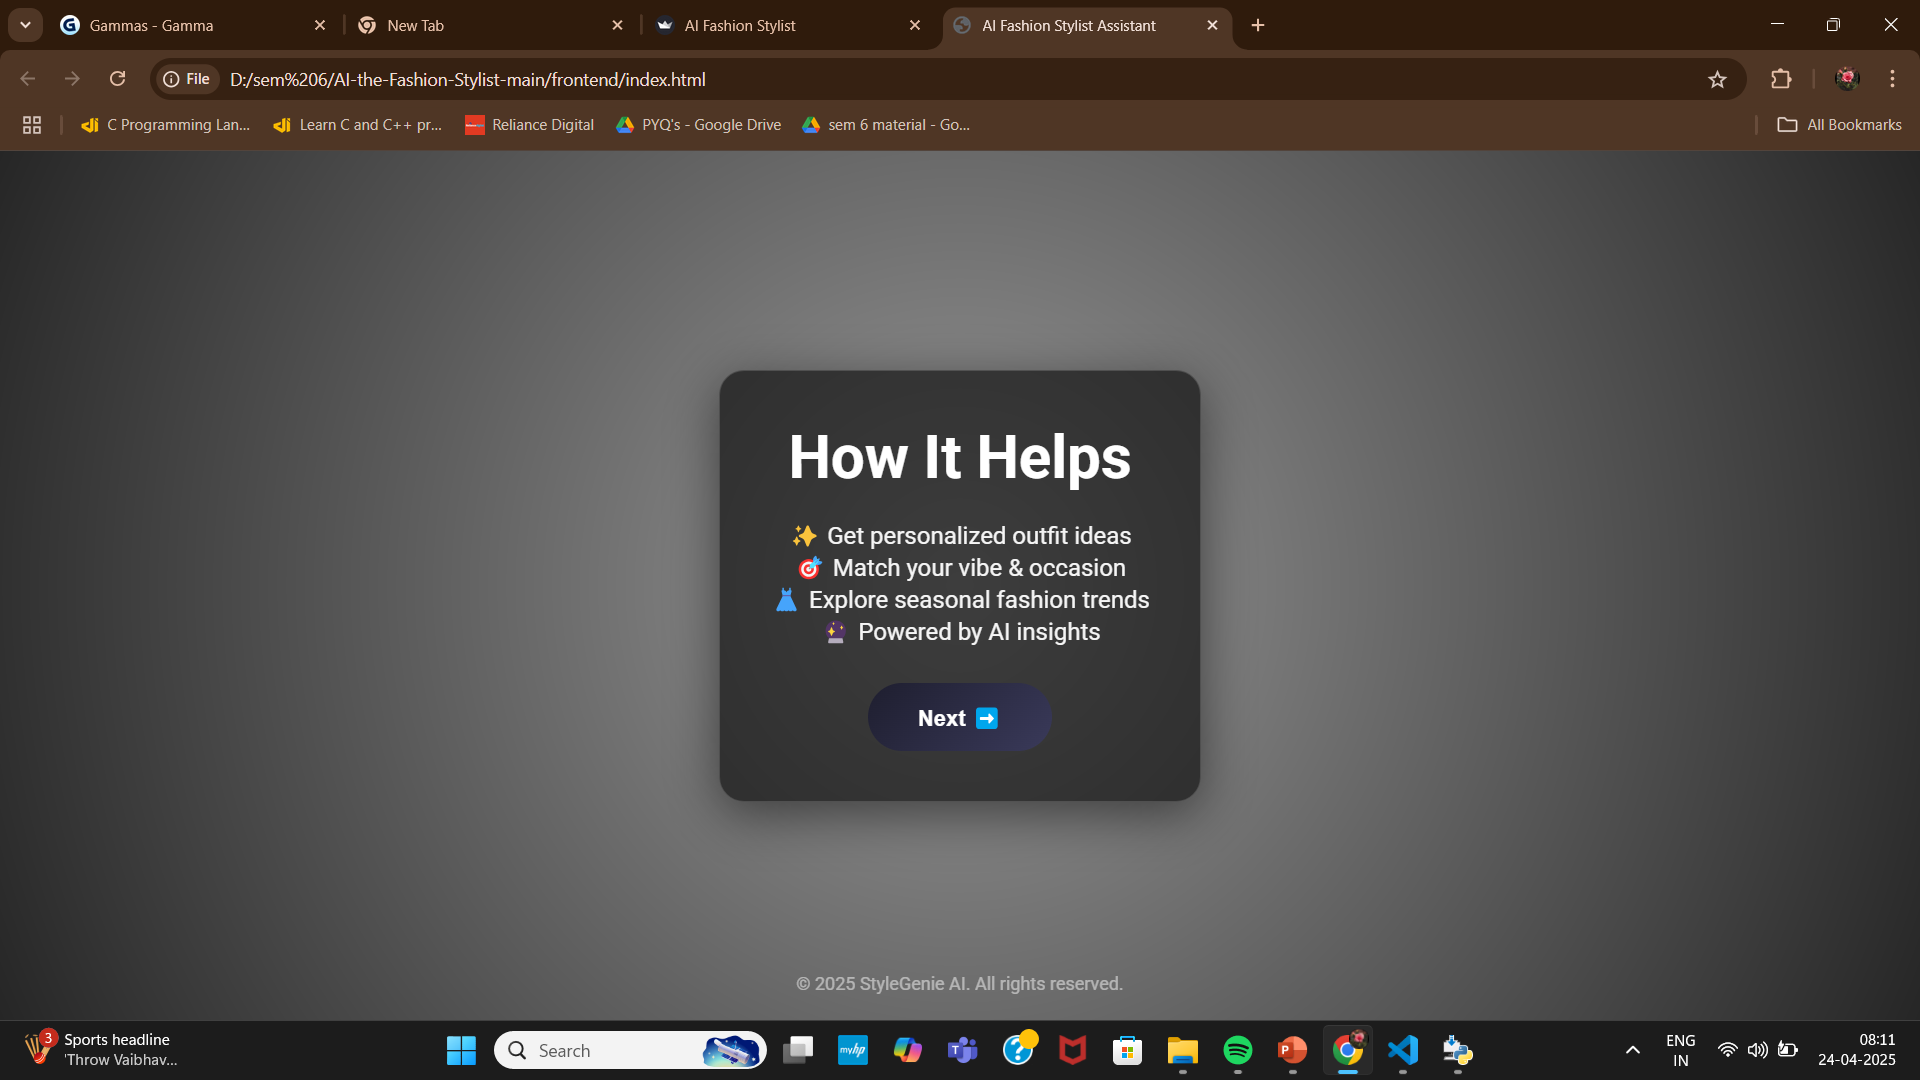 Gammas - Gamma
New Tab
AI Fashion Stylist
AI Fashion Stylist Assistant
File
D:/sem%206/AI-the-Fashion-Stylist-main/frontend/index.html
C Programming Lan...
Learn C and C++ pr...
Reliance Digital
PYQ's - Google Drive
sem 6 material - Go...
All Bookmarks
How It Helps
✨ Get personalized outfit ideas
🎯 Match your vibe & occasion
👗 Explore seasonal fashion trends
🔮 Powered by AI insights
Next ➡️
© 2025 StyleGenie AI. All rights reserved.
3
Sports headline
'Throw Vaibhav...
Search
myhp
ENG
IN
08:11
24-04-2025